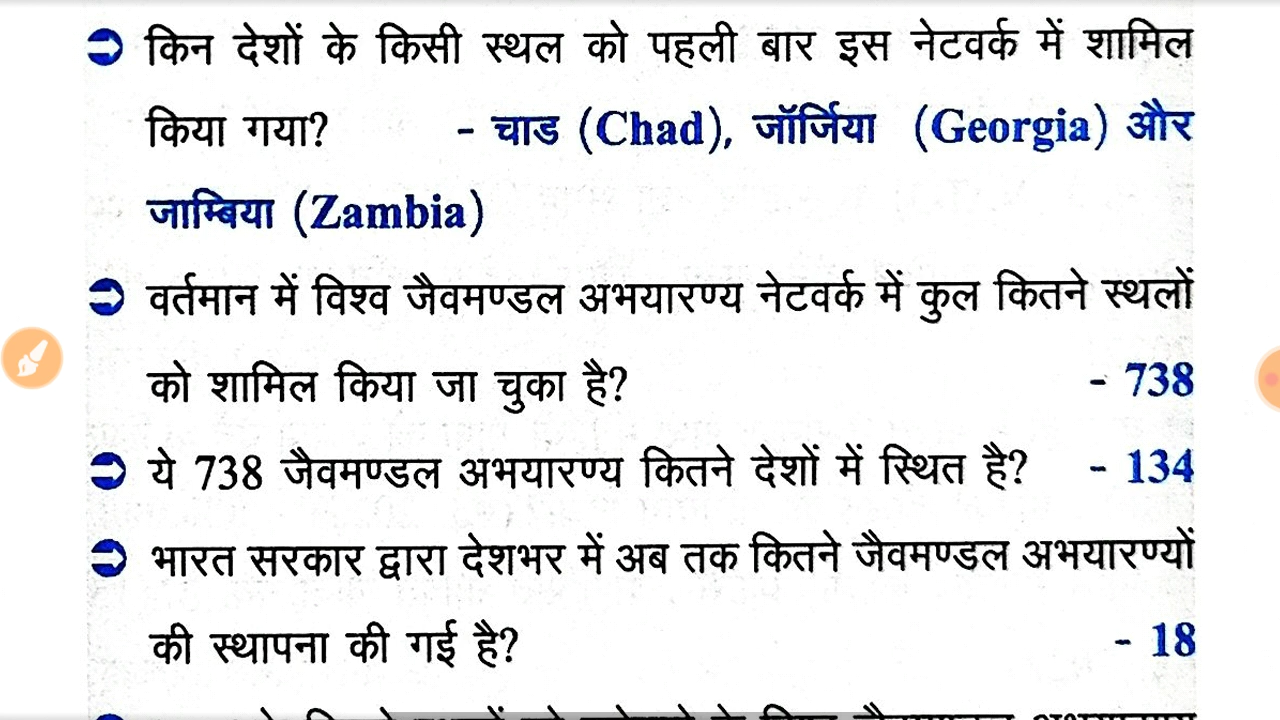 किन देशों के किसी स्थल को पहली बार इस नेटवर्क में शामिल
किया गया? - चाड (Chad), जॉर्जिया (Georgia) और
जाम्बिया (Zambia)
वर्तमान में विश्व जैवमण्डल अभयारण्य नेटवर्क में कुल कितने स्थलों
को शामिल किया जा चुका है? - 738
ये 738 जैवमण्डल अभयारण्य कितने देशों में स्थित है? - 134
भारत सरकार द्वारा देशभर में अब तक कितने जैवमण्डल अभयारण्यों
की स्थापना की गई है? - 18